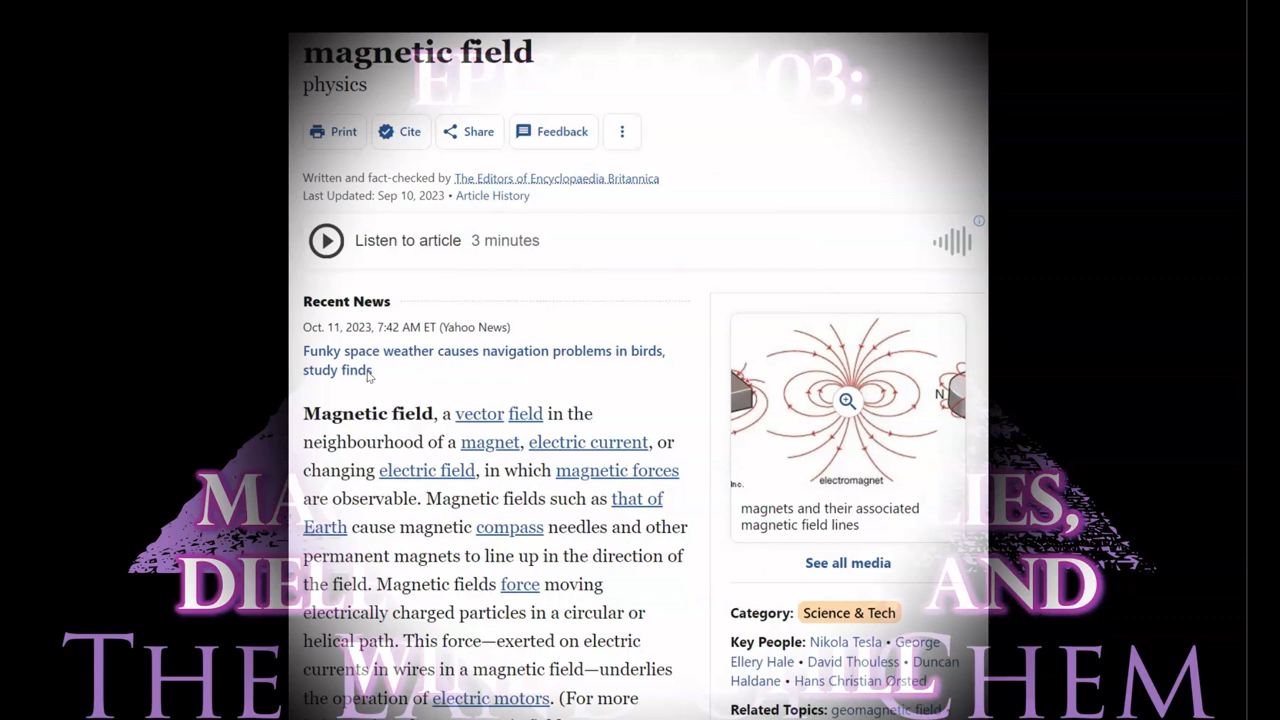 magnetic field
EP 103:
physics
Print
Cite
Share
Feedback
Written and fact-checked by The Editors of Encyclopaedia Britannica
Last Updated: Sep 10, 2023 • Article History
Listen to article 3 minutes
Recent News
Oct. 11, 2023, 7:42 AM ET (Yahoo News)
Funky space weather causes navigation problems in birds,
study finds
Magnetic field, a vector field in the
neighbourhood of a magnet, electric current, or
changing electric field, in which magnetic forces
are observable. Magnetic fields such as that of
Earth cause magnetic compass needles and other
permanent magnets to line up in the direction of
the field. Magnetic fields force moving
electrically charged particles in a circular or
helical path. This force—exerted on electric
currents in wires in a magnetic field—underlies
the operation of electric motors. (For more
N
Inc.
electromagnet
magnets and their associated
magnetic field lines
See all media
Category: Science & Tech
Key People: Nikola Tesla • George
Ellery Hale • David Thouless • Duncan
Haldane • Hans Christian Ørsted
Related Topics: geomagnetic field
MA IES,
DIE AND
THE HEM